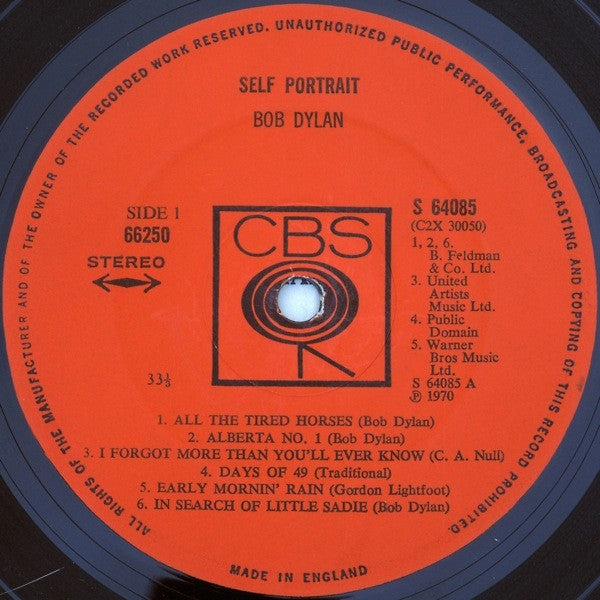 ALL RIGHTS OF THE MANUFACTURER AND OF THE OWNER OF THE RECORDED WORK RESERVED. UNAUTHORIZED PUBLIC PERFORMANCE, BROADCASTING AND COPYING OF THIS RECORD PROHIBITED.
SELF PORTRAIT
BOB DYLAN
SIDE 1
66250
STEREO
33⅓
CBS
S 64085
(C2X 30050)
1, 2, 6.
B. Feldman
& Co. Ltd.
3. United
Artists
Music Ltd.
4. Public
Domain
5. Warner
Bros Music
Ltd.
S 64085 A
℗ 1970
1. ALL THE TIRED HORSES (Bob Dylan)
2. ALBERTA NO. 1 (Bob Dylan)
3. I FORGOT MORE THAN YOU'LL EVER KNOW (C. A. Null)
4. DAYS OF 49 (Traditional)
5. EARLY MORNIN' RAIN (Gordon Lightfoot)
6. IN SEARCH OF LITTLE SADIE (Bob Dylan)
MADE IN ENGLAND